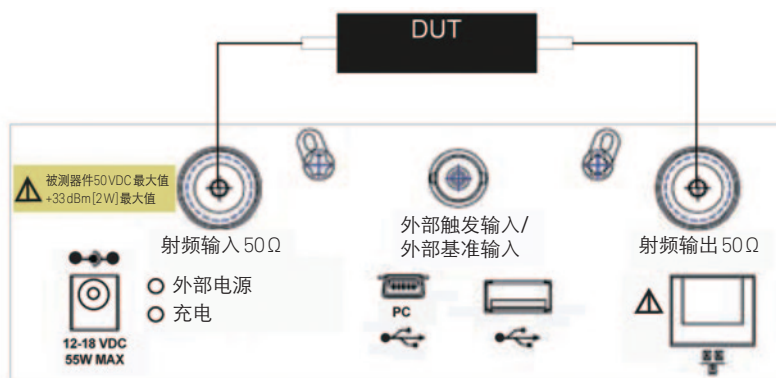 DUT
被测器件50VDC最大值
+33dBm[2W]最大值
射频输入50Ω
外部触发输入/
外部基准输入
射频输出50Ω
外部电源
充电
12-18 VDC
55W MAX
PC